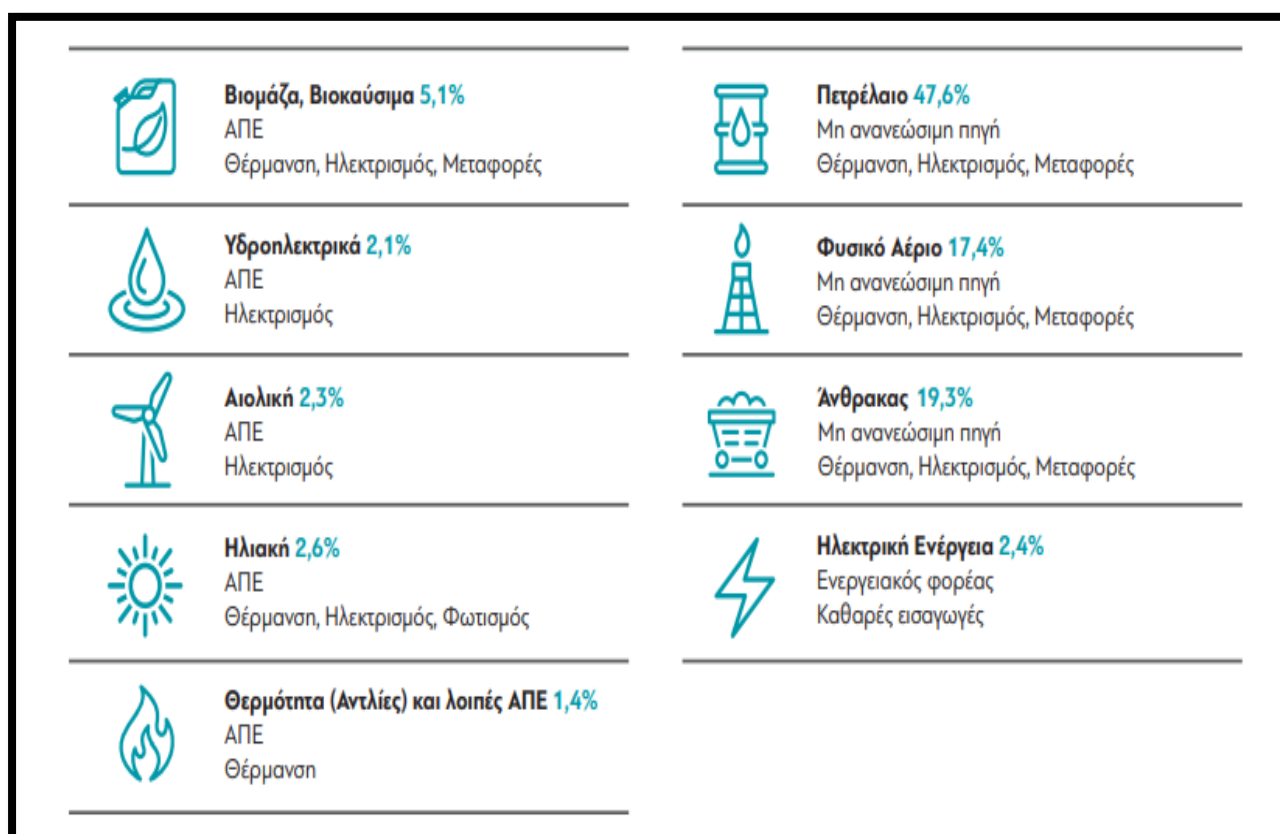 Βιομάζα, Βιοκαύσιμα 5,1%
ΑΠΕ
Θέρμανση, Ηλεκτρισμός, Μεταφορές
Υδροηλεκτρικά 2,1%
ΑΠΕ
Ηλεκτρισμός
Αιολική 2,3%
ΑΠΕ
Ηλεκτρισμός
Ηλιακή 2,6%
ΑΠΕ
Θέρμανση, Ηλεκτρισμός, Φωτισμός
Θερμότητα (Αντλίες) και λοιπές ΑΠΕ 1,4%
ΑΠΕ
Θέρμανση
Πετρέλαιο 47,6%
Μη ανανεώσιμη πηγή
Θέρμανση, Ηλεκτρισμός, Μεταφορές
Φυσικό Αέριο 17,4%
Μη ανανεώσιμη πηγή
Θέρμανση, Ηλεκτρισμός, Μεταφορές
Άνθρακας 19,3%
Μη ανανεώσιμη πηγή
Θέρμανση, Ηλεκτρισμός, Μεταφορές
Ηλεκτρική Ενέργεια 2,4%
Ενεργειακός φορέας
Καθαρές εισαγωγές